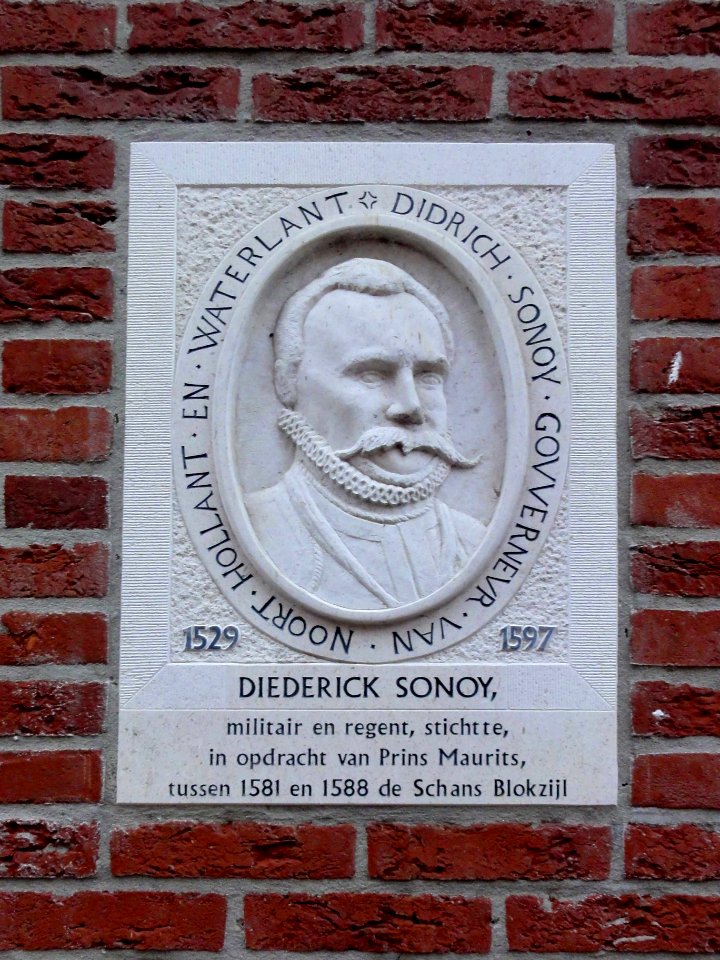 DIDRICH · SONOY · GOVVERNEVR · VAN · NOORT · HOLLANT · EN · WATERLANT
1529
1597
DIEDERICK SONOY,
militair en regent, stichtte,
in opdracht van Prins Maurits,
tussen 1581 en 1588 de Schans Blokzijl